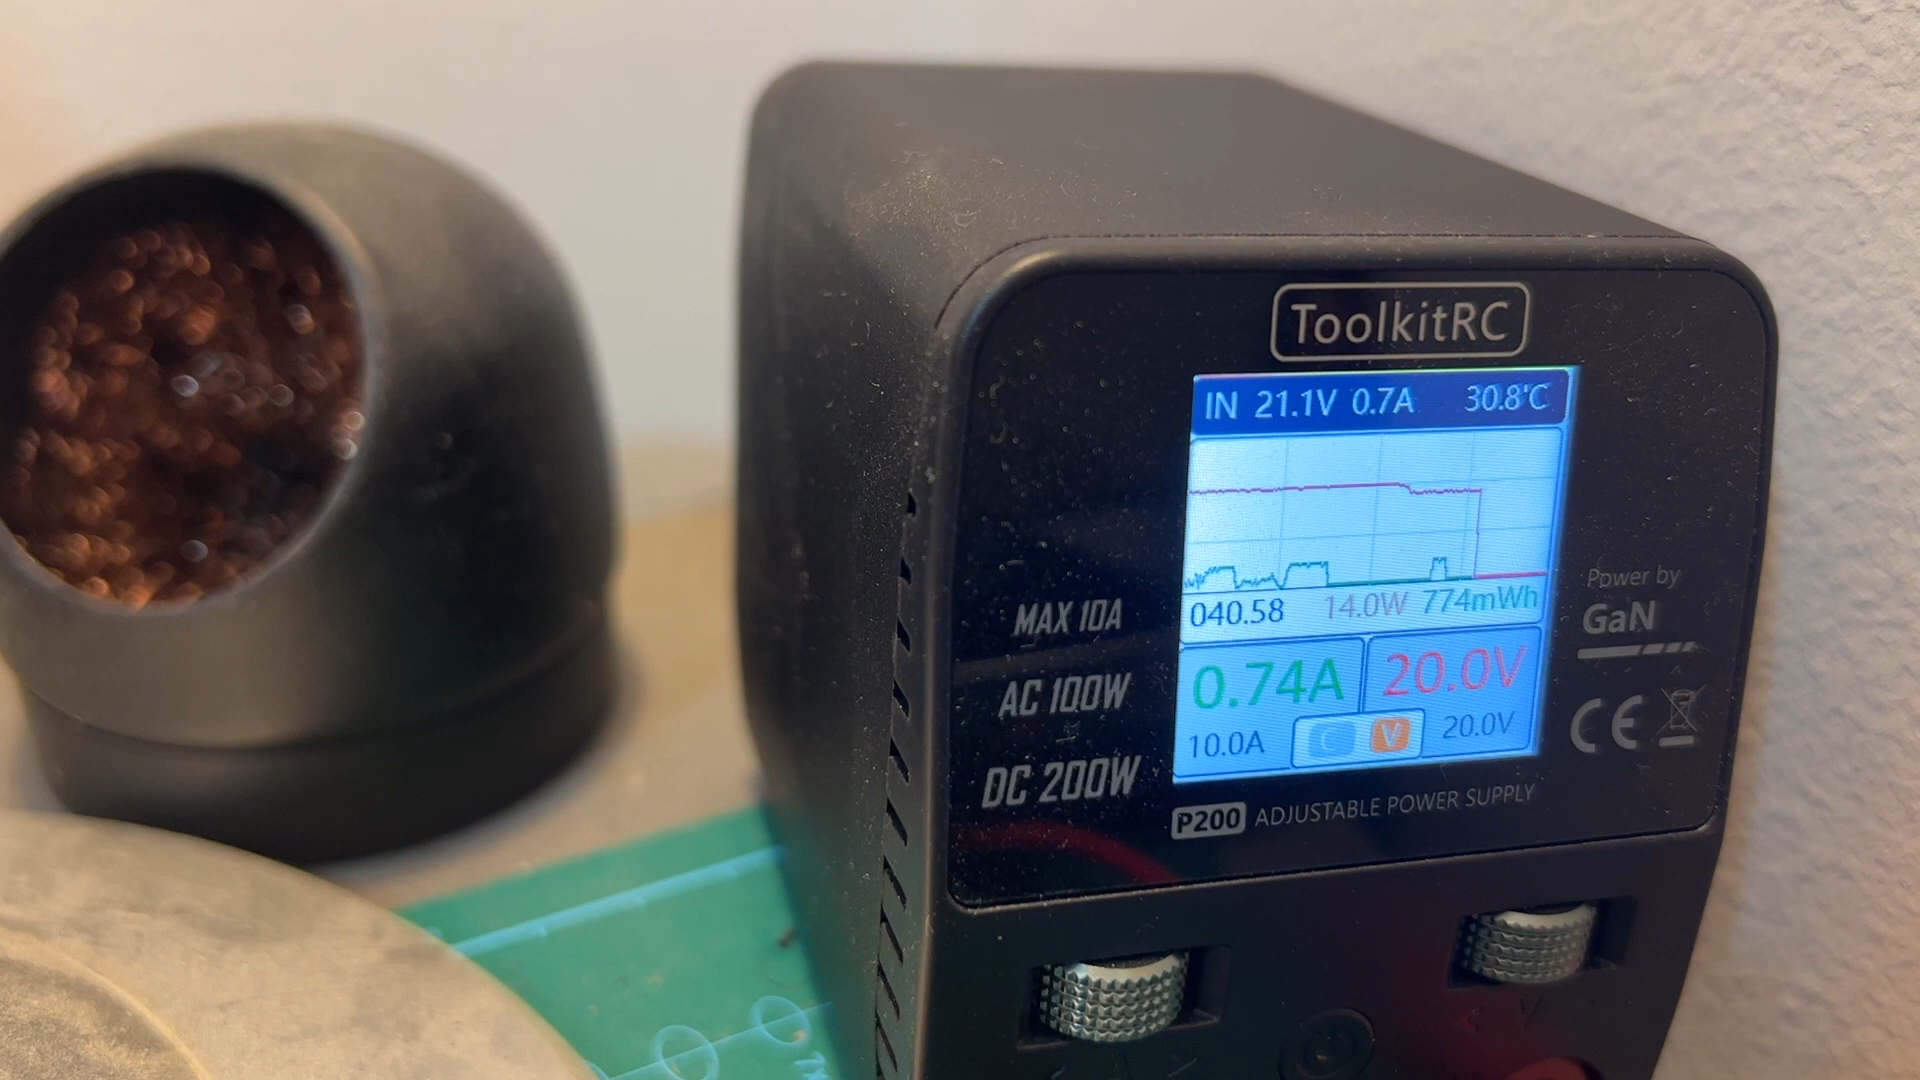 ToolkitRC
IN 21.1V 0.7A 30.8°C
040.58 14.0W 774mWh
0.74A 20.0V
10.0A C V 20.0V
MAX 10A
AC 100W
DC 200W
Power by
GaN
CE
P200 ADJUSTABLE POWER SUPPLY